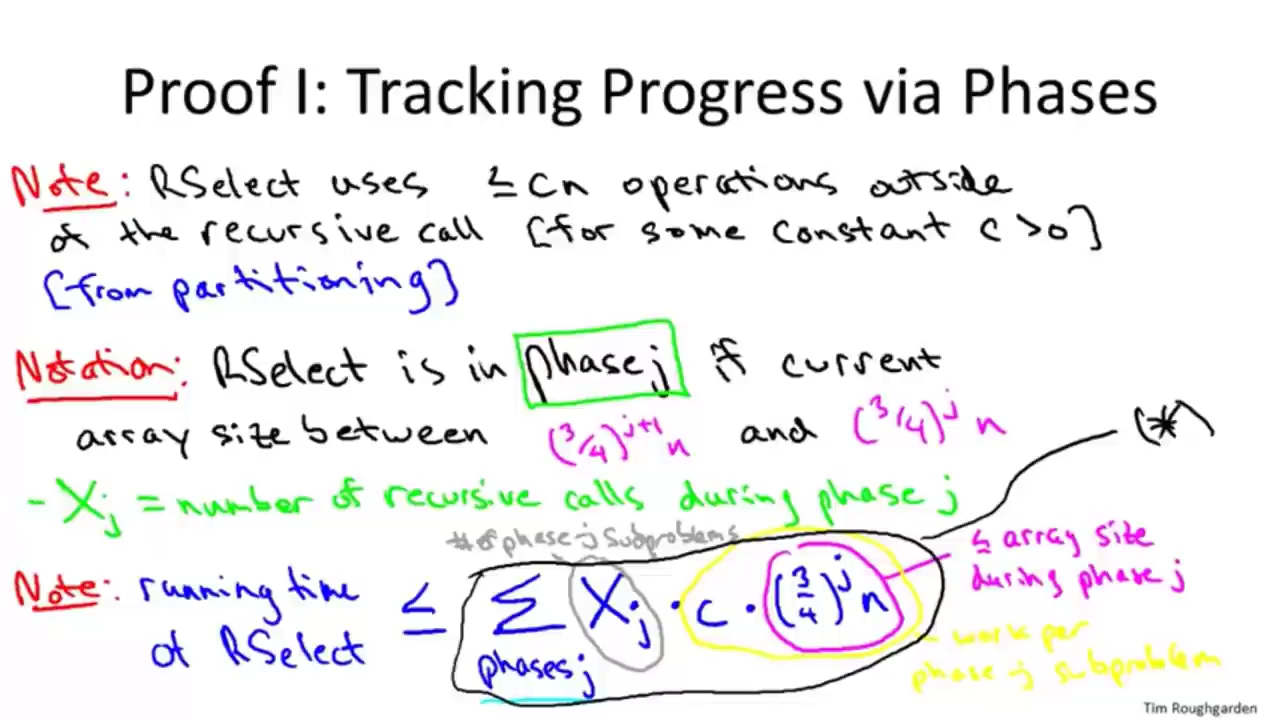 Proof I: Tracking Progress via Phases
Note: RSelect uses ≤ cn operations outside
of the recursive call [for some constant c > 0]
[from partitioning]
Notation: RSelect is in phase j if current
array size between (3/4)^{j+1} n and (3/4)^j n
(*)
- X_j = number of recursive calls during phase j
# of phase-j subproblems
≤ array size
during phase j
Note: running time
of RSelect
≤ Σ X_j · c · (3/4)^j n
phases j
- work per
phase-j subproblem
Tim Roughgarden